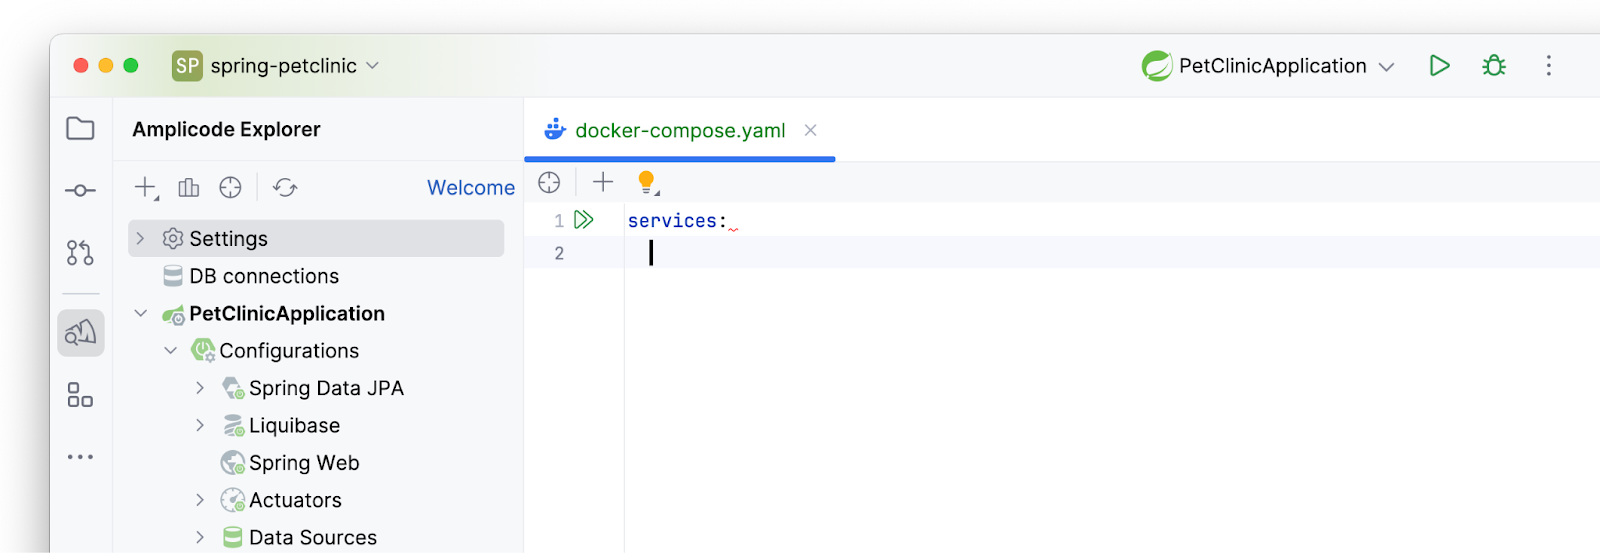 SP spring-petclinic
PetClinicApplication
Amplicode Explorer
docker-compose.yaml
Welcome
Settings
DB connections
PetClinicApplication
Configurations
Spring Data JPA
Liquibase
Spring Web
Actuators
Data Sources
1 services:
2